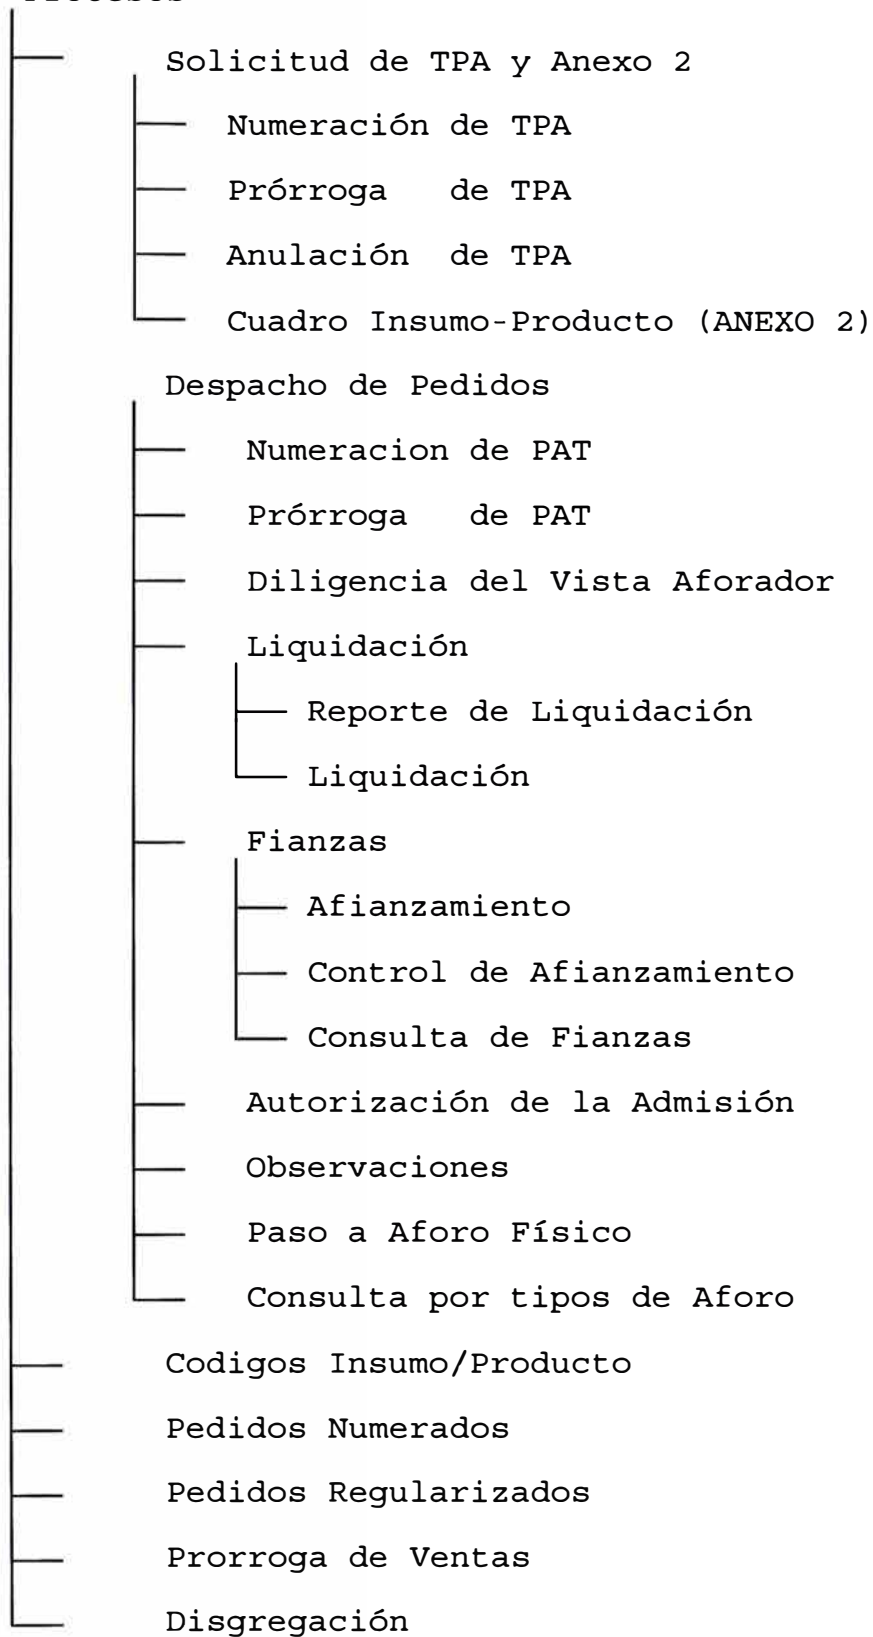 Solicitud de TPA y Anexo 2
Numeración de TPA
Prórroga de TPA
Anulación de TPA
Cuadro Insumo-Producto (ANEXO 2)
Despacho de Pedidos
Numeracion de PAT
Prórroga de PAT
Diligencia del Vista Aforador
Liquidación
Reporte de Liquidación
Liquidación
Fianzas
Afianzamiento
Control de Afianzamiento
Consulta de Fianzas
Autorización de la Admisión
Observaciones
Paso a Aforo Físico
Consulta por tipos de Aforo
Codigos Insumo/Producto
Pedidos Numerados
Pedidos Regularizados
Prorroga de Ventas
Disgregación